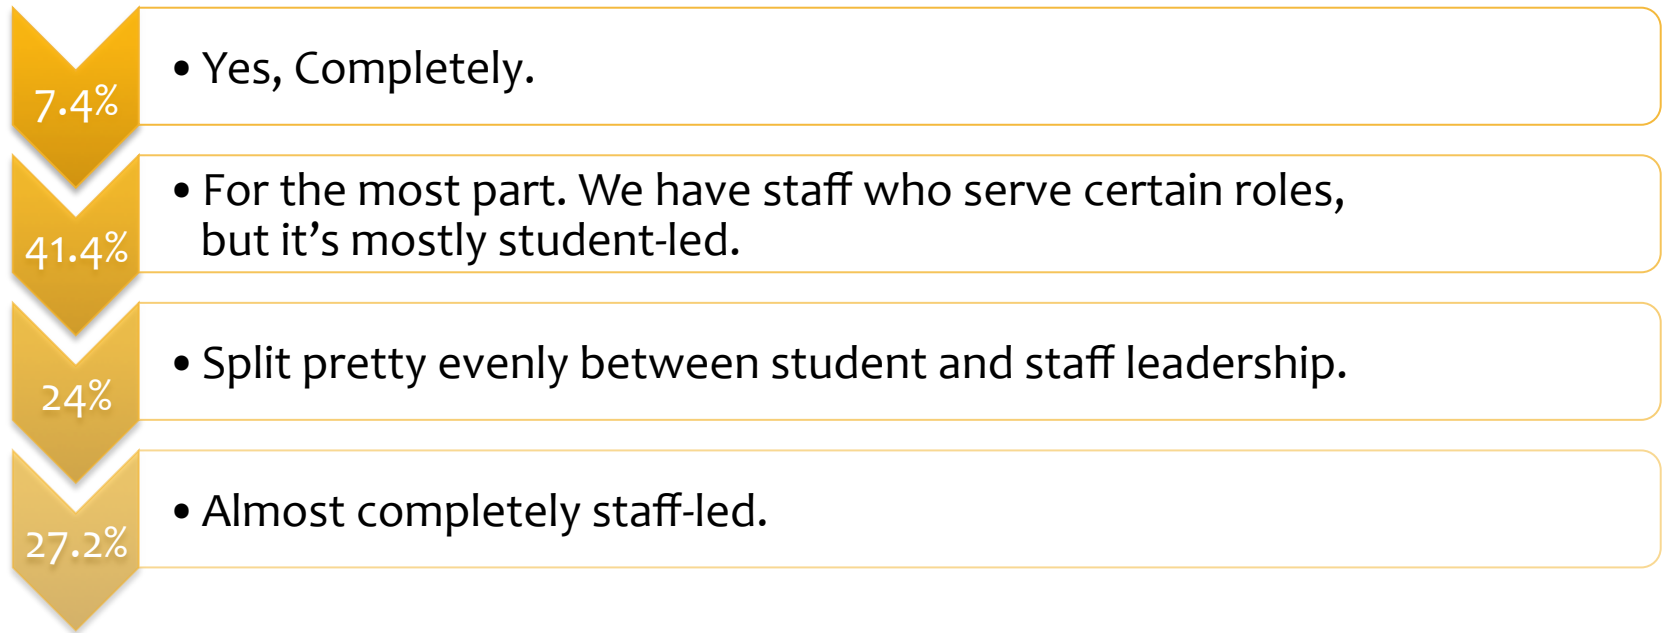 7.4%
• Yes, Completely.
41.4%
• For the most part. We have staff who serve certain roles,
but it’s mostly student-led.
24%
• Split pretty evenly between student and staff leadership.
27.2%
• Almost completely staff-led.